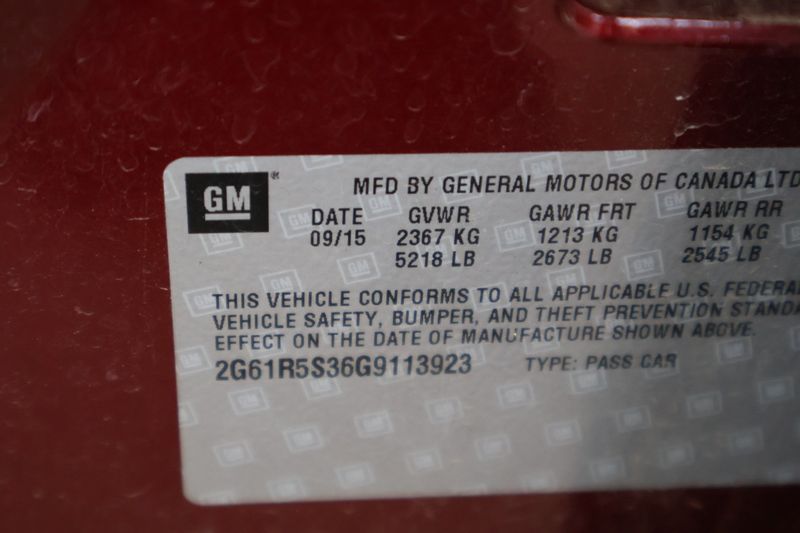 GM®
MFD BY GENERAL MOTORS OF CANADA LTD
DATE GVWR GAWR FRT GAWR RR
09/15 2367 KG 1213 KG 1154 KG
5218 LB 2673 LB 2545 LB
THIS VEHICLE CONFORMS TO ALL APPLICABLE U.S. FEDERAL
VEHICLE SAFETY, BUMPER, AND THEFT PREVENTION STANDA
EFFECT ON THE DATE OF MANUFACTURE SHOWN ABOVE.
2G61R5S36G9113923 TYPE: PASS CAR